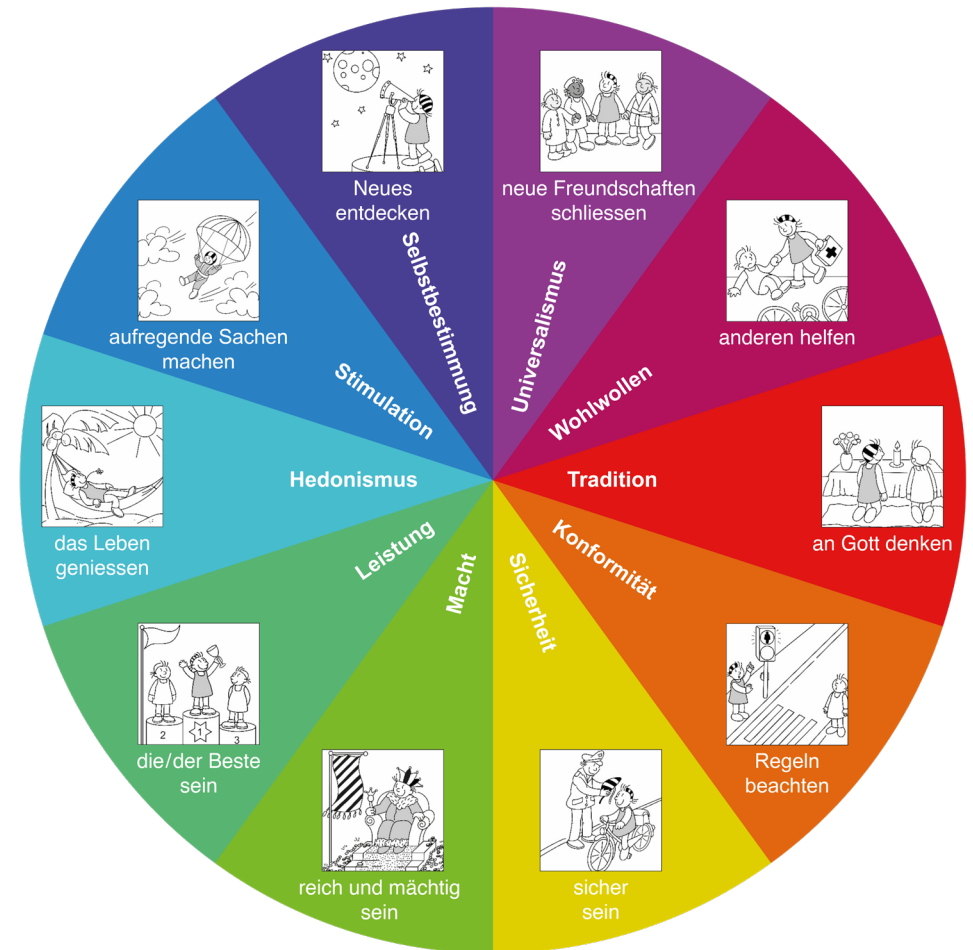 Neues
entdecken
Selbstbestimmung
neue Freundschaften
schliessen
Universalismus
anderen helfen
Wohlwollen
an Gott denken
Tradition
Regeln
beachten
Konformität
sicher
sein
Sicherheit
reich und mächtig
sein
Macht
2
1
3
die/der Beste
sein
Leistung
das Leben
geniessen
Hedonismus
aufregende Sachen
machen
Stimulation